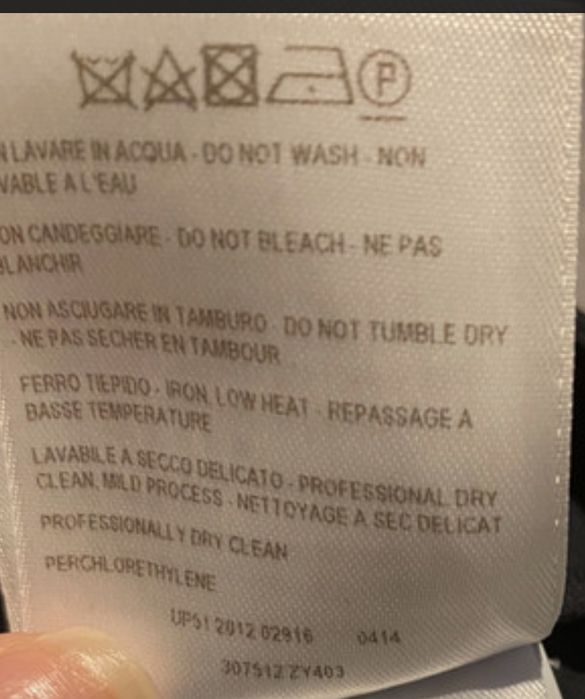 P
LAVARE IN ACQUA - DO NOT WASH - NON
VABLE A L'EAU
ON CANDEGGIARE - DO NOT BLEACH - NE PAS
BLANCHIR
NON ASCIUGARE IN TAMBURO - DO NOT TUMBLE DRY
- NE PAS SECHER EN TAMBOUR
FERRO TIEPIDO - IRON, LOW HEAT - REPASSAGE A
BASSE TEMPERATURE
LAVABILE A SECCO DELICATO - PROFESSIONAL DRY
CLEAN, MILD PROCESS - NETTOYAGE A SEC DELICAT
PROFESSIONALLY DRY CLEAN
PERCHLORETHYLENE
UPS1 2012 02916 0414
307512 ZY403